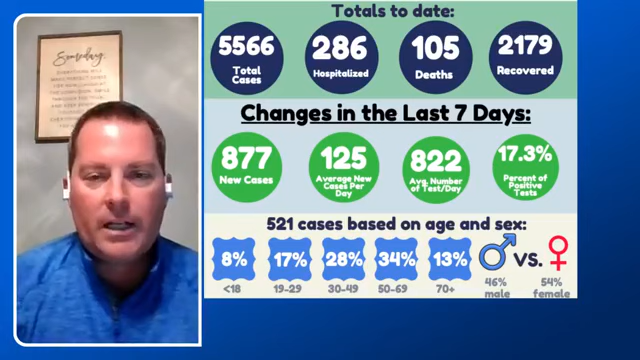 Someday,
Totals to date:
5566
Total
Cases
286
Hospitalized
105
Deaths
2179
Recovered
Changes in the Last 7 Days:
877
New Cases
125
Average New
Cases Per
Day
822
Avg. Number
of Test/Day
17.3%
Percent of
Positive
Tests
521 cases based on age and sex:
8%
17%
28%
34%
13%
VS.
<18
19-29
30-49
50-69
70+
46%
male
54%
female